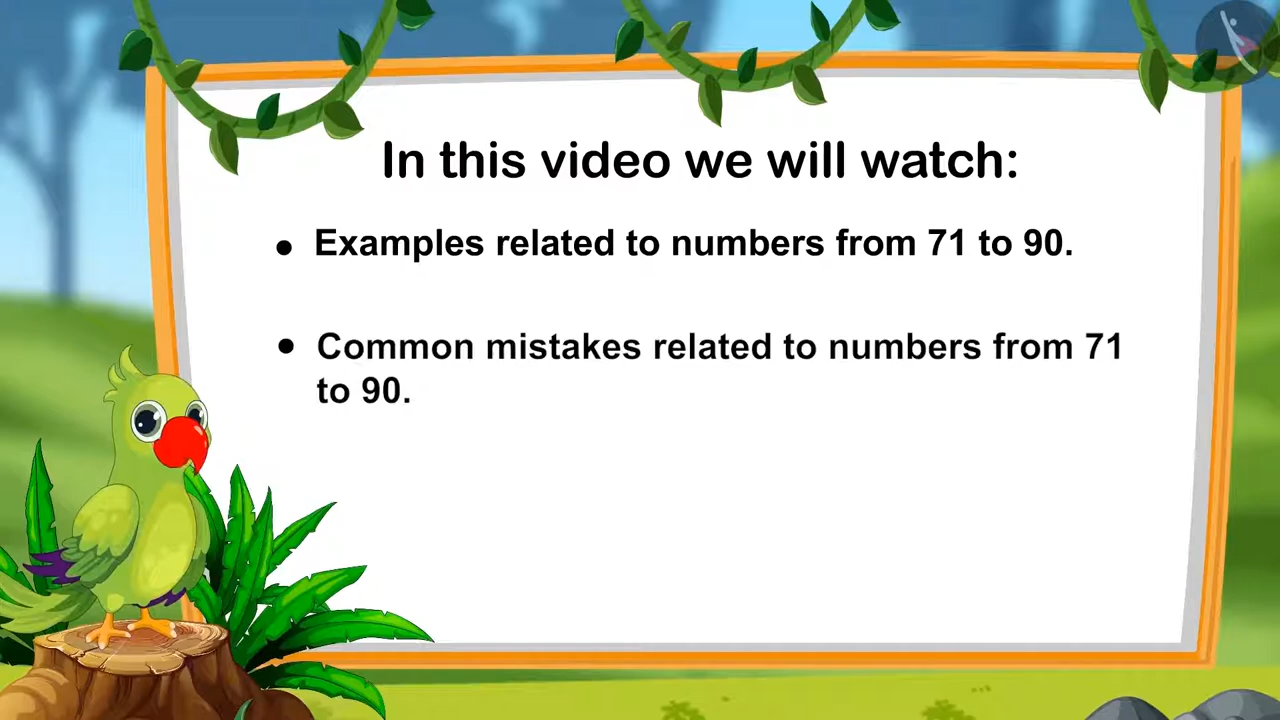 In this video we will watch:
• Examples related to numbers from 71 to 90.
• Common mistakes related to numbers from 71
to 90.